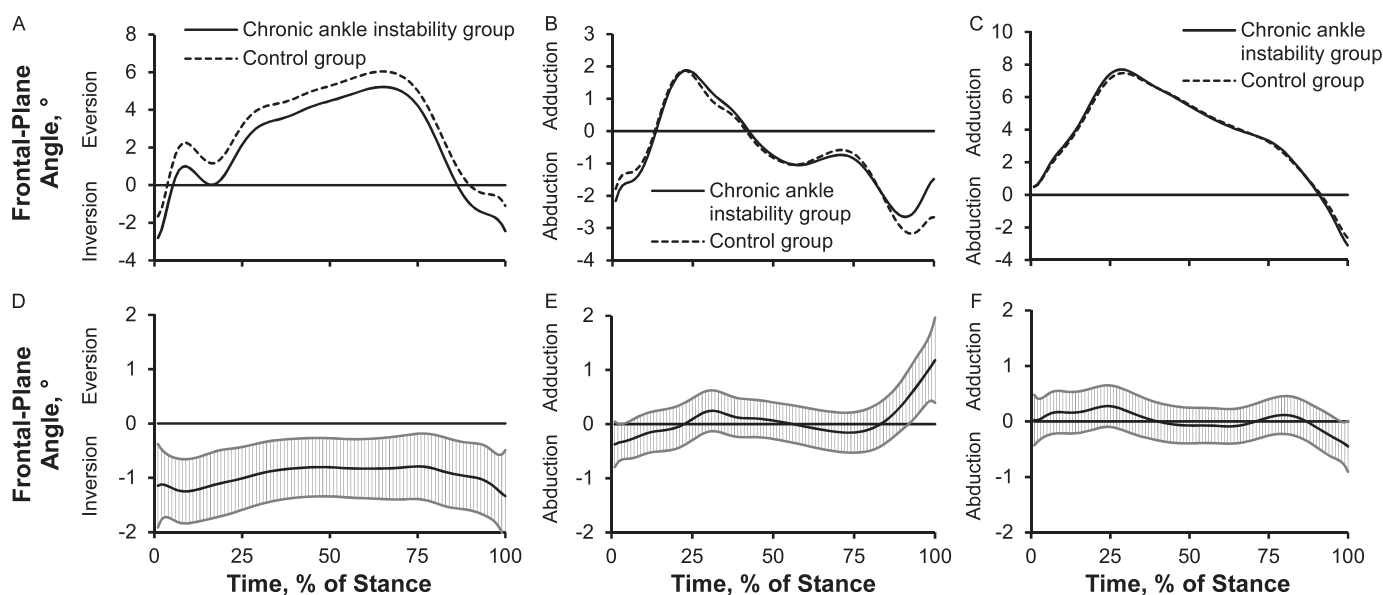 A
Chronic ankle instability group
Control group
Frontal-Plane
Angle, °
Eversion
Inversion
8
6
4
2
0
-2
-4
B
Adduction
Abduction
3
2
1
0
-1
-2
-3
-4
Chronic ankle
instability group
Control group
C
Adduction
Abduction
10
8
6
4
2
0
-2
-4
Chronic ankle
instability group
Control group
D
Frontal-Plane
Angle, °
Eversion
Inversion
2
1
0
-1
-2
0 25 50 75 100
Time, % of Stance
E
Adduction
Abduction
2
1
0
-1
-2
0 25 50 75 100
Time, % of Stance
F
Adduction
Abduction
2
1
0
-1
-2
0 25 50 75 100
Time, % of Stance